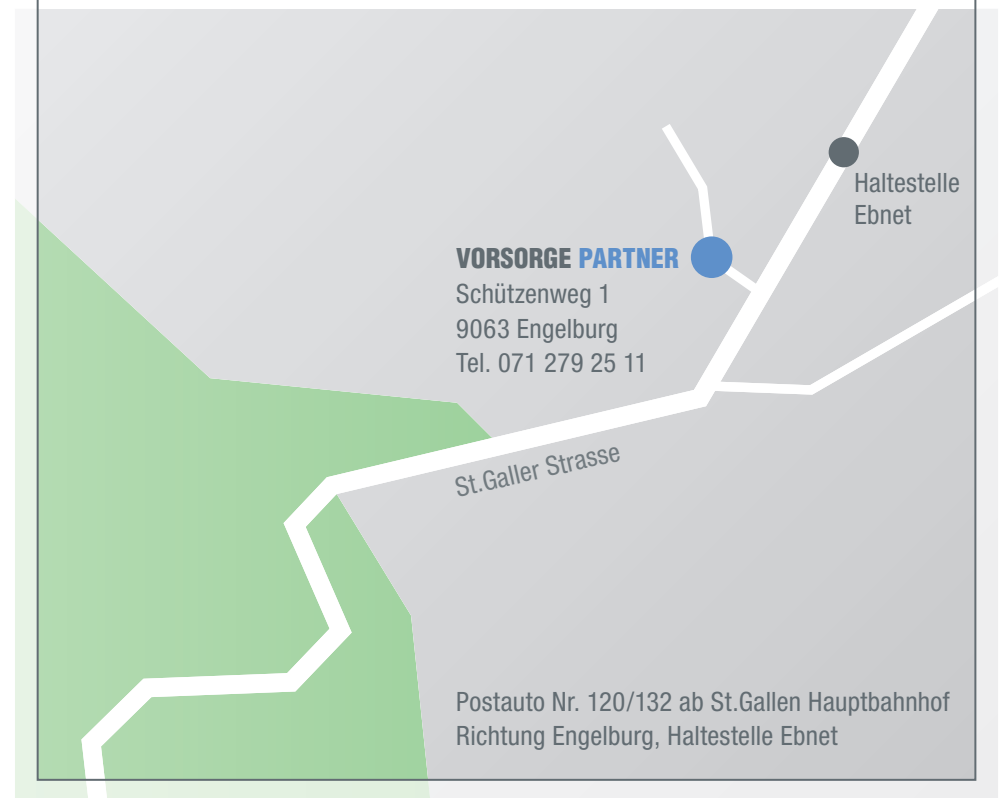 Haltestelle
Ebnet
VORSORGE PARTNER
Schützenweg 1
9063 Engelburg
Tel. 071 279 25 11
St.Galler Strasse
Postauto Nr. 120/132 ab St.Gallen Hauptbahnhof
Richtung Engelburg, Haltestelle Ebnet